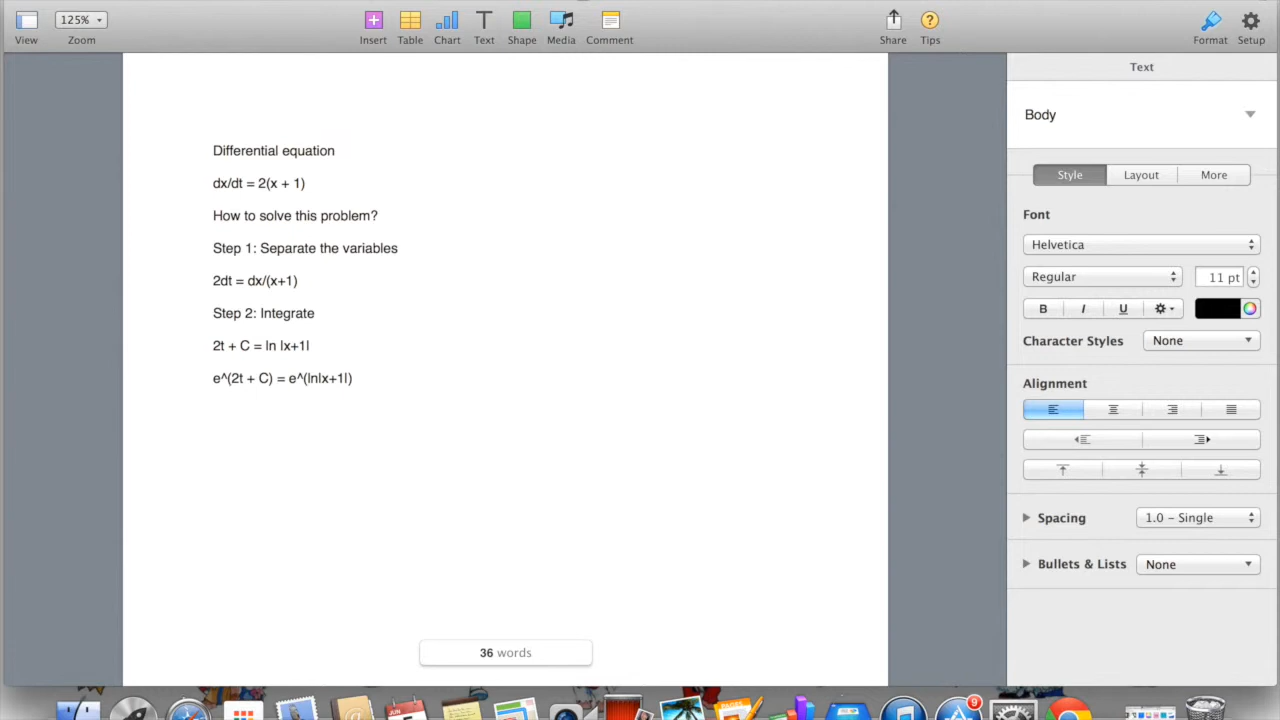 125%
View
Zoom
Insert
Table
Chart
Text
Shape
Media
Comment
Share
Tips
Format
Setup
Differential equation
dx/dt = 2(x + 1)
How to solve this problem?
Step 1: Separate the variables
2dt = dx/(x+1)
Step 2: Integrate
2t + C = ln |x+1|
e^(2t + C) = e^(ln|x+1|)
36 words
Text
Body
Style
Layout
More
Font
Helvetica
Regular
11 pt
B
I
U
Character Styles
None
Alignment
Spacing
1.0 – Single
Bullets & Lists
None
JUN
9